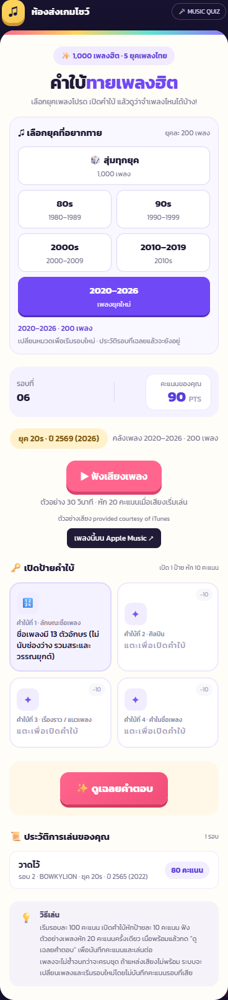 ห้องส่งเกมโชว์
MUSIC QUIZ
1,000 เพลงฮิต · 5 ยุคเพลงไทย
คำใบ้ทายเพลงฮิต
เลือกยุคเพลงโปรด เปิดคำใบ้ แล้วดูว่าจำเพลงไหนได้บ้าง!
เลือกยุคที่อยากทาย
ยุคละ 200 เพลง
สุ่มทุกยุค
1,000 เพลง
80s
1980–1989
90s
1990–1999
2000s
2000–2009
2010–2019
2010s
2020–2026
เพลงยุคใหม่
2020–2026 · 200 เพลง
เปลี่ยนหมวดเพื่อเริ่มรอบใหม่ · ประวัติรอบที่เฉลยแล้วจะยังอยู่
รอบที่
06
คะแนนของคุณ
90 PTS
ยุค 20s · ปี 2569 (2026)
คลังเพลง 2020–2026 · 200 เพลง
▶ ฟังเสียงเพลง
ตัวอย่าง 30 วินาที · หัก 20 คะแนนเมื่อเสียงเริ่มเล่น
ตัวอย่างเสียง provided courtesy of iTunes
เพลงนี้บน Apple Music ↗
เปิดป้ายคำใบ้
เปิด 1 ป้าย หัก 10 คะแนน
คำใบ้ที่ 1 · ลักษณะชื่อเพลง
ชื่อเพลงมี 13 ตัวอักษร (ไม่
นับช่องว่าง รวมสระและ
วรรณยุกต์)
-10
คำใบ้ที่ 2 · ศิลปิน
แตะเพื่อเปิดคำใบ้
-10
คำใบ้ที่ 3 · เรื่องราว / แนวเพลง
แตะเพื่อเปิดคำใบ้
-10
คำใบ้ที่ 4 · คำในชื่อเพลง
แตะเพื่อเปิดคำใบ้
ดูเฉลยคำตอบ
ประวัติการเล่นของคุณ
1 รอบ
วาดไว้
รอบ 2 · BOWKYLION · ยุค 20s · ปี 2565 (2022)
80 คะแนน
วิธีเล่น
เริ่มรอบละ 100 คะแนน เปิดคำใบ้หักป้ายละ 10 คะแนน ฟัง
ตัวอย่างเพลงหัก 20 คะแนนครั้งเดียว เมื่อพร้อมแล้วกด “ดู
เฉลยคำตอบ” เพื่อบันทึกคะแนนและเล่นต่อ
เพลงจะไม่ซ้ำจนกว่าจะครบชุด ถ้าแหล่งเสียงไม่พร้อม ระบบจะ
เปลี่ยนเพลงและเริ่มรอบใหม่โดยไม่บันทึกคะแนนรอบที่เสีย